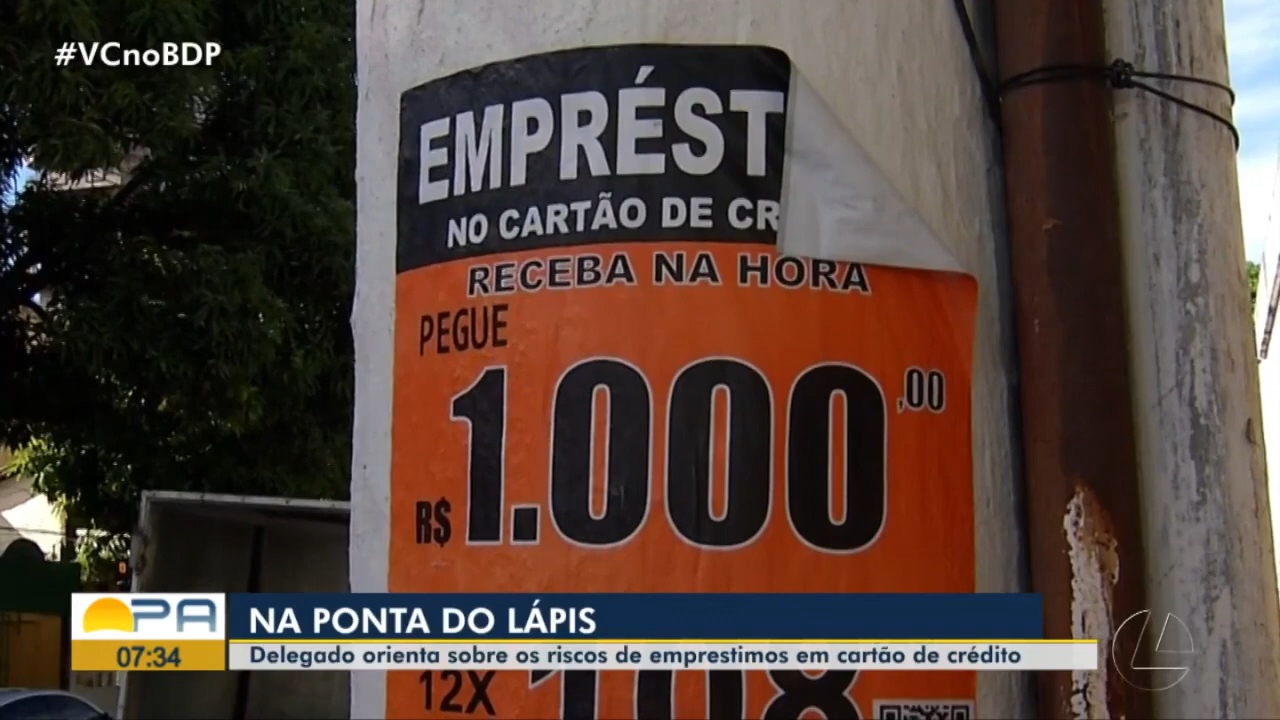 #VCnoBDP
EMPRÉST
NO CARTÃO DE CR
RECEBA NA HORA
PEGUE
R$ 1.000,00
PA
NA PONTA DO LÁPIS
07:34
Delegado orienta sobre os riscos de emprestimos em cartão de crédito
12X 108